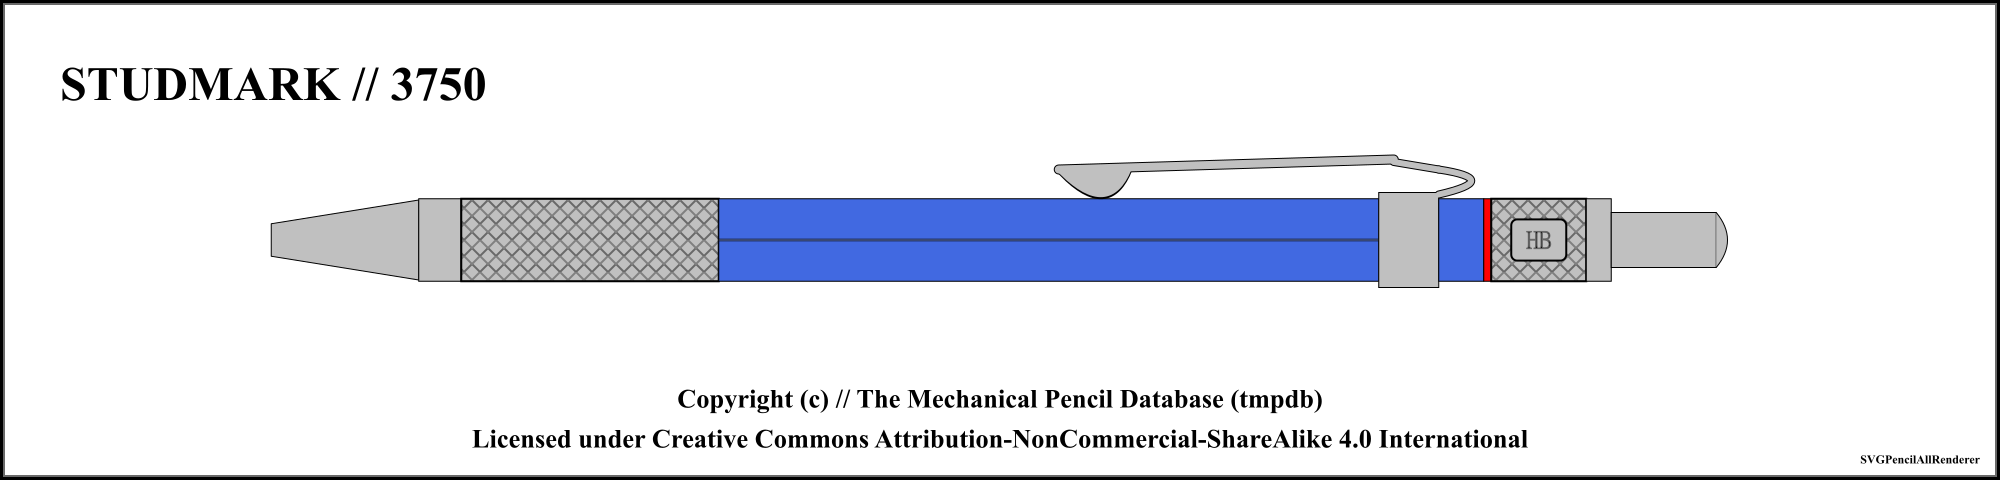 STUDMARK // 3750
HB
Copyright (c) // The Mechanical Pencil Database (tmpdb)
Licensed under Creative Commons Attribution-NonCommercial-ShareAlike 4.0 International
SVGPencilAllRenderer